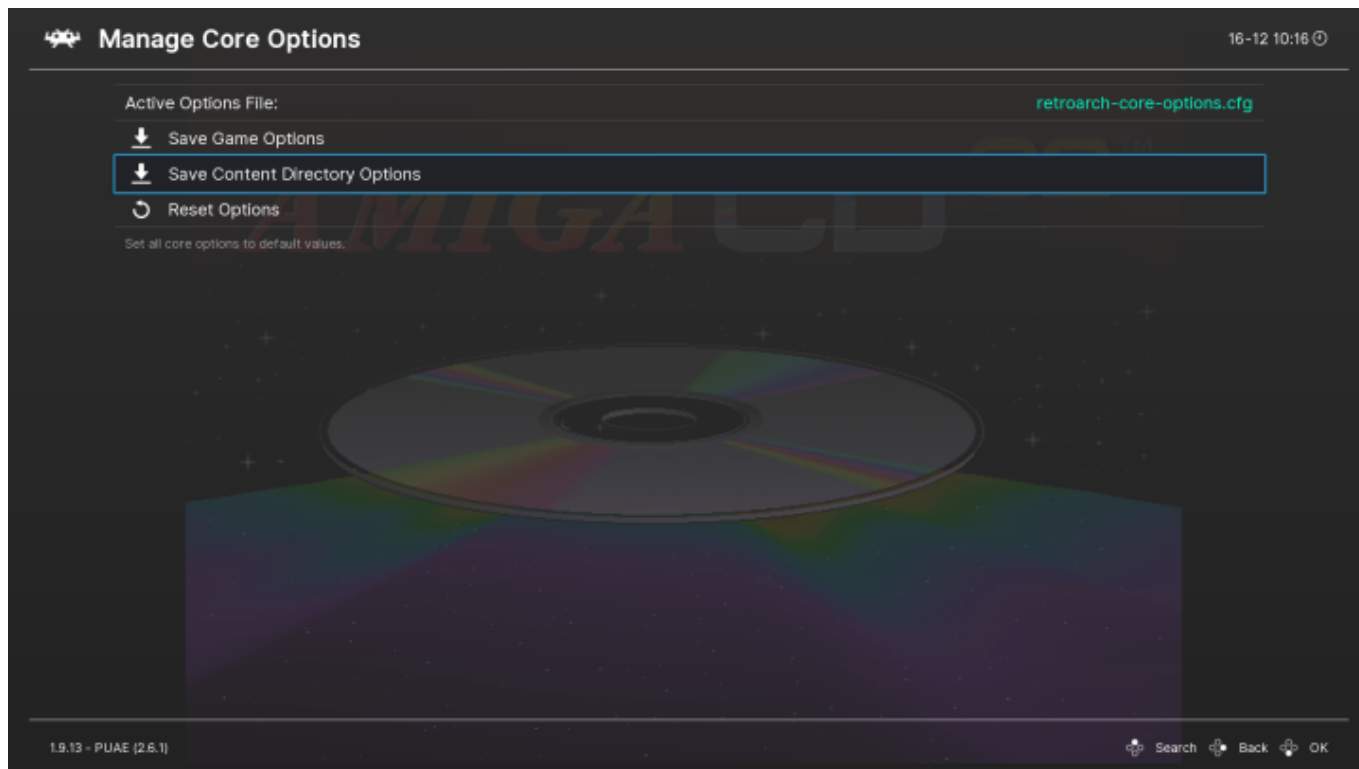 Manage Core Options
16-12 10:16
Active Options File: retroarch-core-options.cfg
Save Game Options
Save Content Directory Options
Reset Options
Set all core options to default values.
AMIGA CD32 TM
1.9.13 - PUAE (2.6.1)
Search Back OK